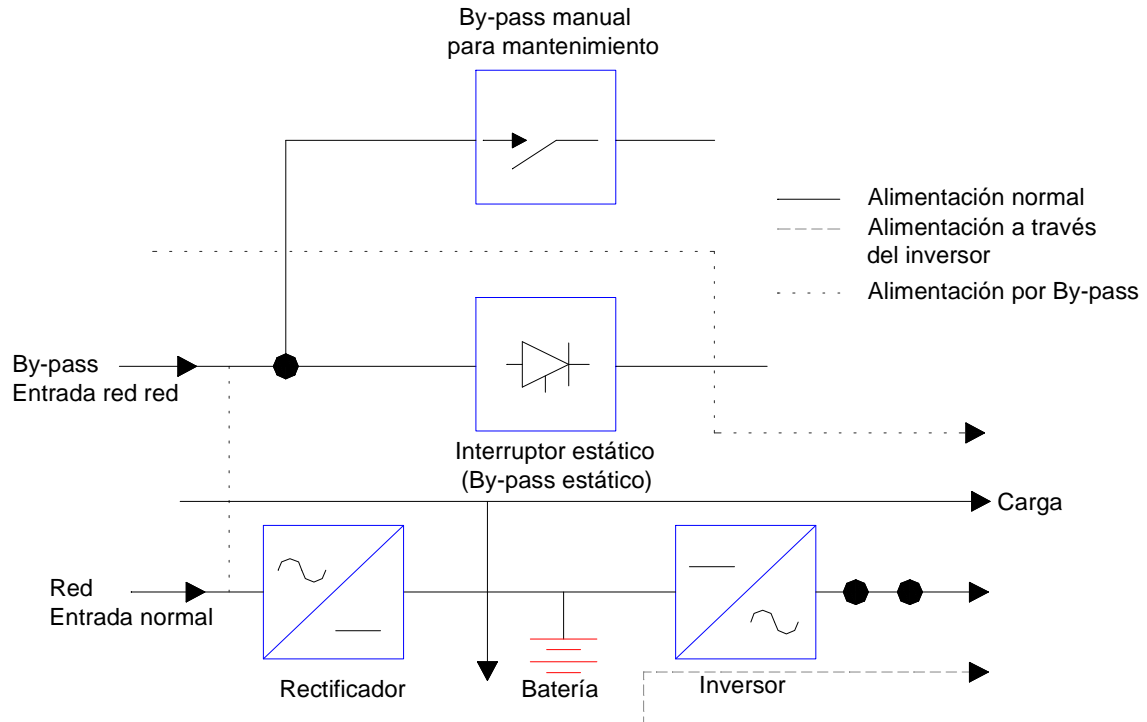 By-pass manual
para mantenimiento
Alimentación normal
Alimentación a través
del inversor
Alimentación por By-pass
By-pass
Entrada red red
Interruptor estático
(By-pass estático)
Carga
Red
Entrada normal
Rectificador
Batería
Inversor